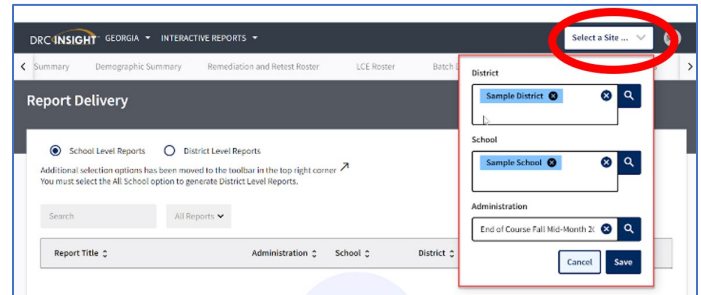 DRC INSIGHT GEORGIA INTERACTIVE REPORTS Select a Site ...
Summary Demographic Summary Remediation and Retest Roster LCE Roster Batch
Report Delivery
School Level Reports District Level Reports
Additional selection options has been moved to the toolbar in the top right corner
You must select the All School option to generate District Level Reports.
Search All Reports
Report Title Administration School District
District
Sample District
School
Sample School
Administration
End of Course Fall Mid-Month
Cancel Save